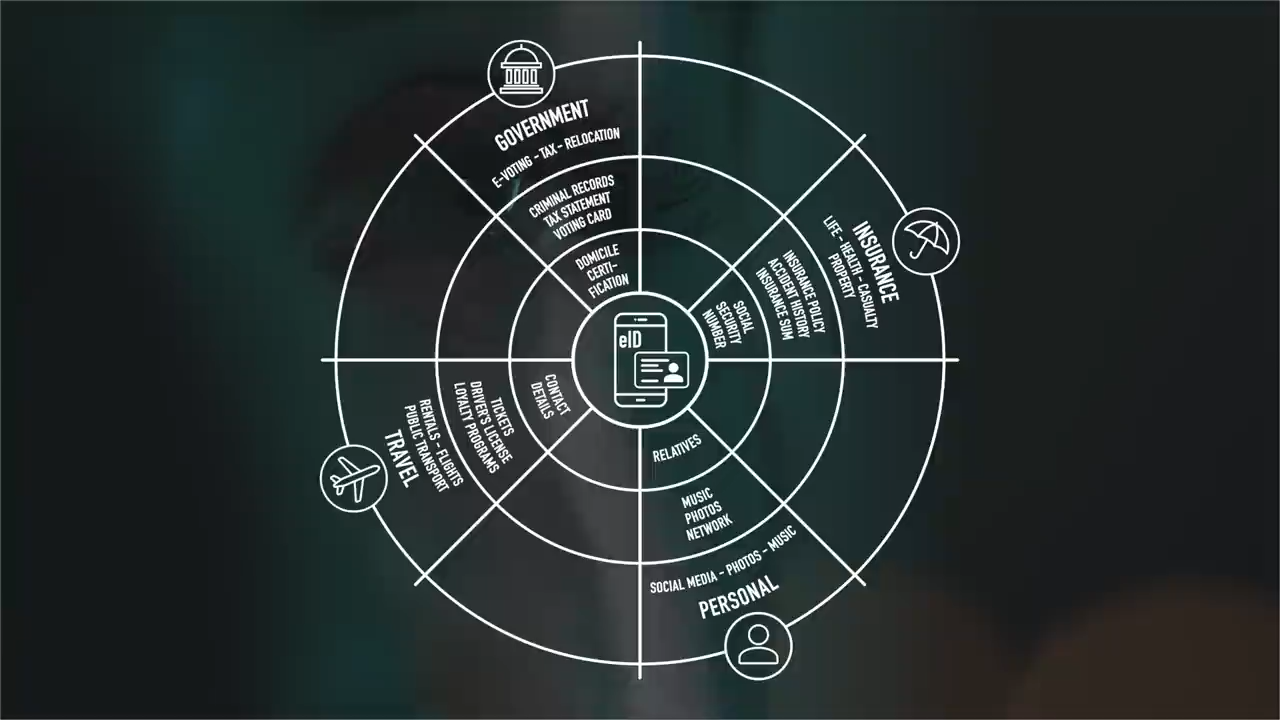 GOVERNMENT
E-VOTING - TAX - RELOCATION
CRIMINAL RECORDS
TAX STATEMENT
VOTING CARD
DOMICILE
CERTI-
FICATION
INSURANCE
LIFE - HEALTH - CASUALTY
PROPERTY
INSURANCE POLICY
ACCIDENT HISTORY
INSURANCE SUM
SOCIAL
SECURITY
NUMBER
eID
CONTACT
DETAILS
TICKETS
DRIVER'S LICENSE
LOYALTY PROGRAMS
RENTALS - FLIGHTS
PUBLIC TRANSPORT
TRAVEL
RELATIVES
MUSIC
PHOTOS
NETWORK
SOCIAL MEDIA - PHOTOS - MUSIC
PERSONAL